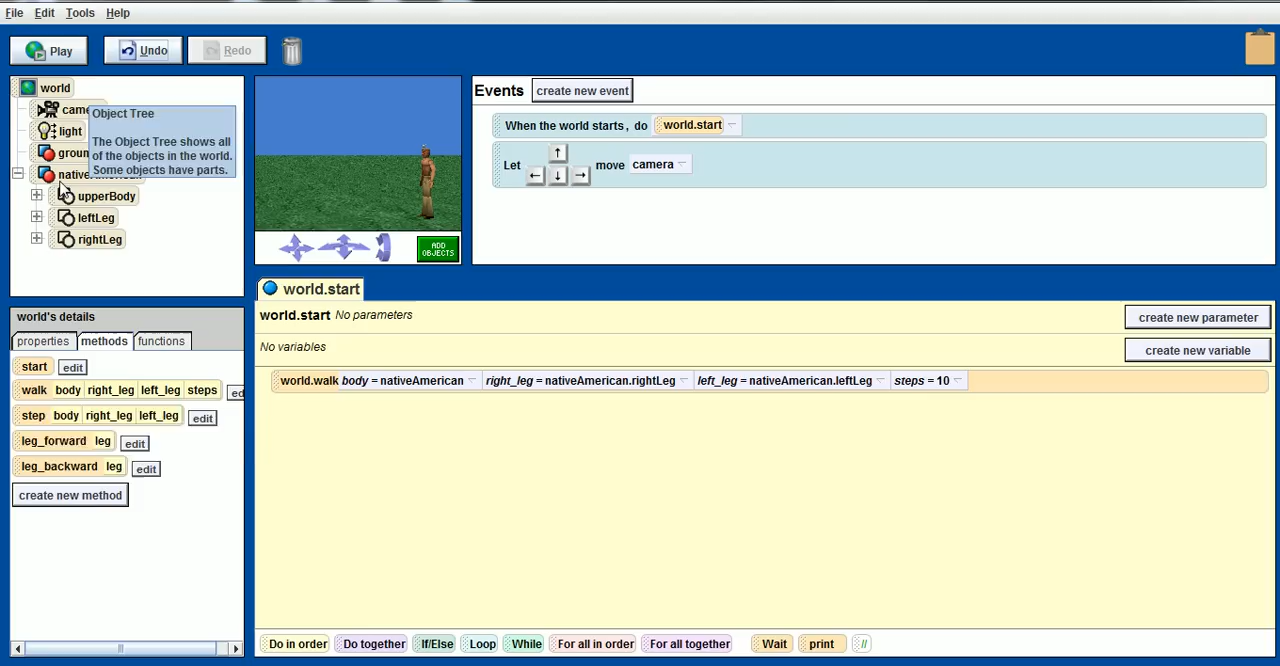 File Edit Tools Help
Play Undo Redo
world
came
light
groun
native
upperBody
leftLeg
rightLeg
Object Tree
The Object Tree shows all
of the objects in the world.
Some objects have parts.
ADD
OBJECTS
Events create new event
When the world starts, do world.start
Let move camera
world's details
properties methods functions
start edit
walk body right_leg left_leg steps ed
step body right_leg left_leg edit
leg_forward leg edit
leg_backward leg edit
create new method
world.start
world.start No parameters create new parameter
No variables create new variable
world.walk body = nativeAmerican right_leg = nativeAmerican.rightLeg left_leg = nativeAmerican.leftLeg steps = 10
Do in order Do together If/Else Loop While For all in order For all together Wait print //